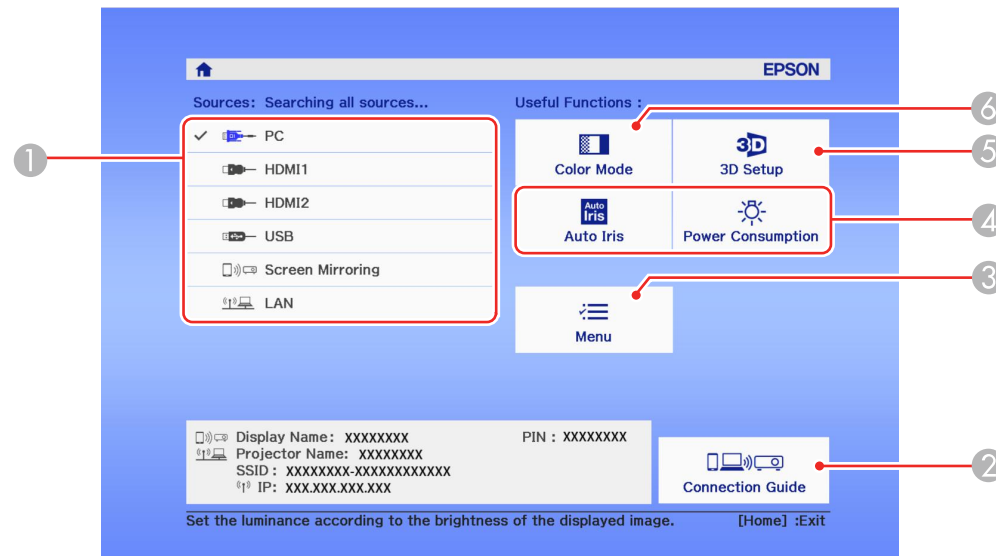 EPSON
Sources: Searching all sources...
PC
HDMI1
HDMI2
USB
Screen Mirroring
LAN
Useful Functions :
Color Mode
3D
3D Setup
Auto
Iris
Auto Iris
Power Consumption
Menu
Display Name: XXXXXXXX
PIN : XXXXXXXX
Projector Name: XXXXXXXX
SSID : XXXXXXXX-XXXXXXXXXXXX
IP: XXX.XXX.XXX.XXX
Connection Guide
Set the luminance according to the brightness of the displayed image.
[Home] :Exit
1
6
5
4
3
2